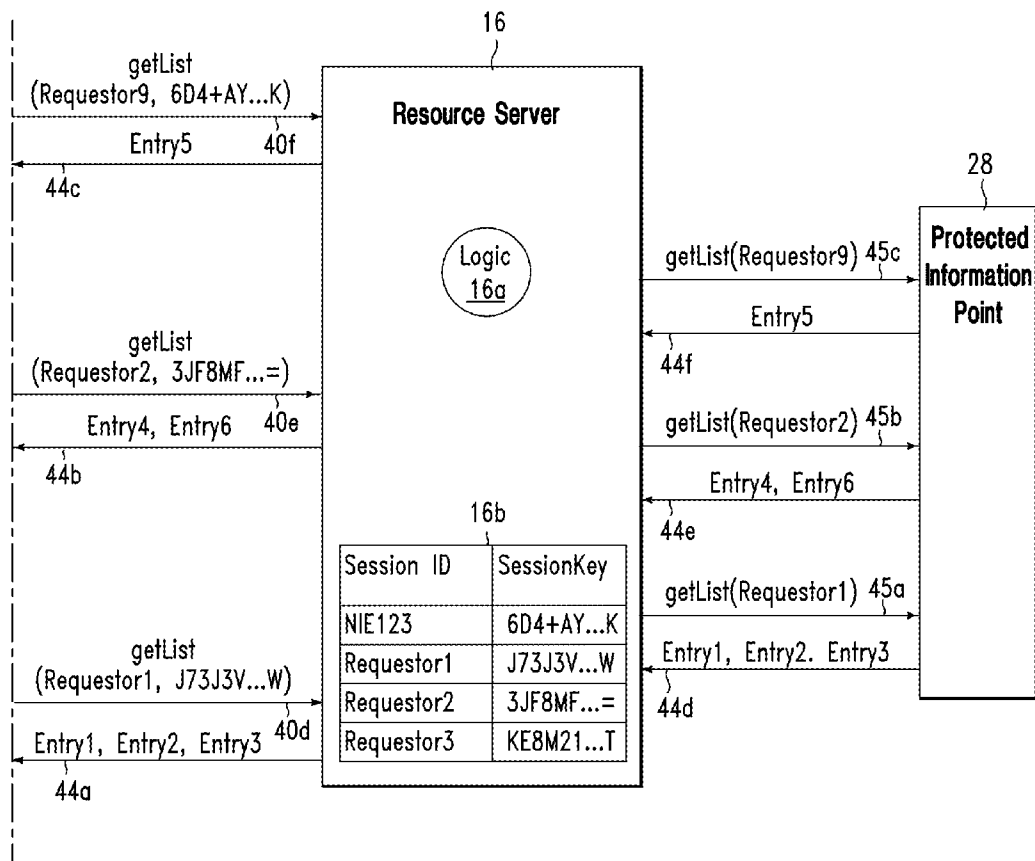 16
getList
(Requestor9, 6D4+AY...K)
40f
Entry5
44c
Resource Server
Logic
16a
28
Protected
Information
Point
getList(Requestor9) 45c
Entry5
44f
getList
(Requestor2, 3JF8MF...=)
40e
Entry4, Entry6
44b
getList(Requestor2) 45b
Entry4, Entry6
44e
16b
Session ID SessionKey
NIE123 6D4+AY...K
Requestor1 J73J3V...W
Requestor2 3JF8MF...=
Requestor3 KE8M21...T
getList(Requestor1) 45a
Entry1, Entry2. Entry3
44d
getList
(Requestor1, J73J3V...W)
40d
Entry1, Entry2, Entry3
44a